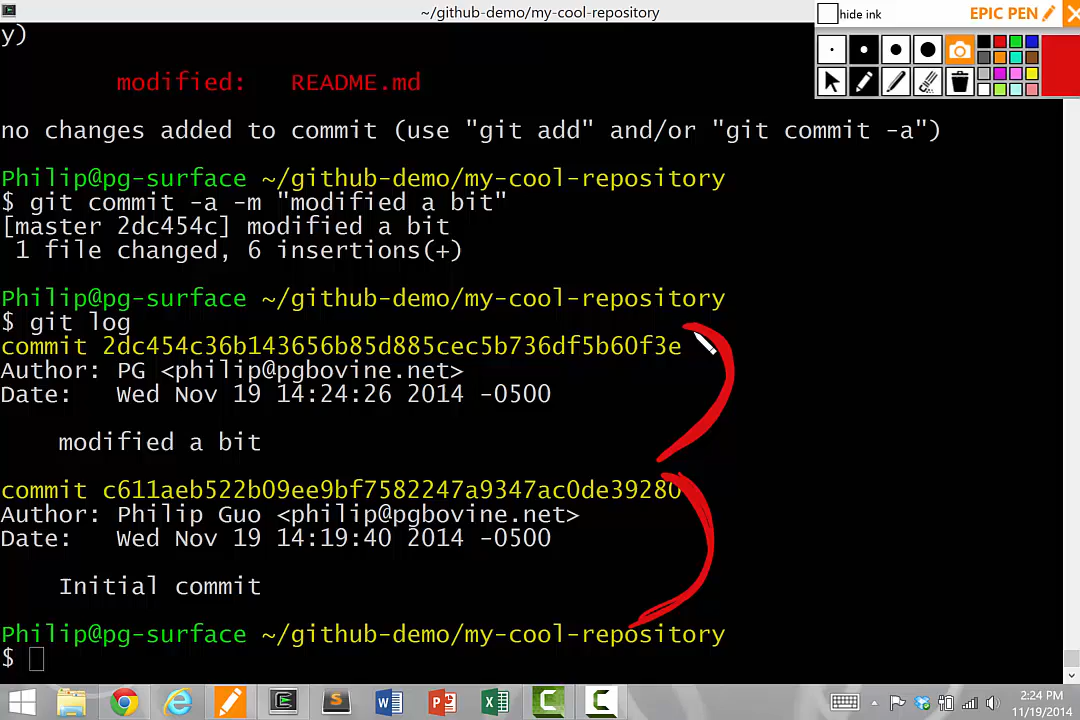 ~/github-demo/my-cool-repository
hide ink
EPIC PEN
y)
modified: README.md
no changes added to commit (use "git add" and/or "git commit -a")
Philip@pg-surface ~/github-demo/my-cool-repository
$ git commit -a -m "modified a bit"
[master 2dc454c] modified a bit
1 file changed, 6 insertions(+)
Philip@pg-surface ~/github-demo/my-cool-repository
$ git log
commit 2dc454c36b143656b85d885cec5b736df5b60f3e
Author: PG <philip@pgbovine.net>
Date: Wed Nov 19 14:24:26 2014 -0500
modified a bit
commit c611aeb522b09ee9bf7582247a9347ac0de39280
Author: Philip Guo <philip@pgbovine.net>
Date: Wed Nov 19 14:19:40 2014 -0500
Initial commit
Philip@pg-surface ~/github-demo/my-cool-repository
$
2:24 PM
11/19/2014